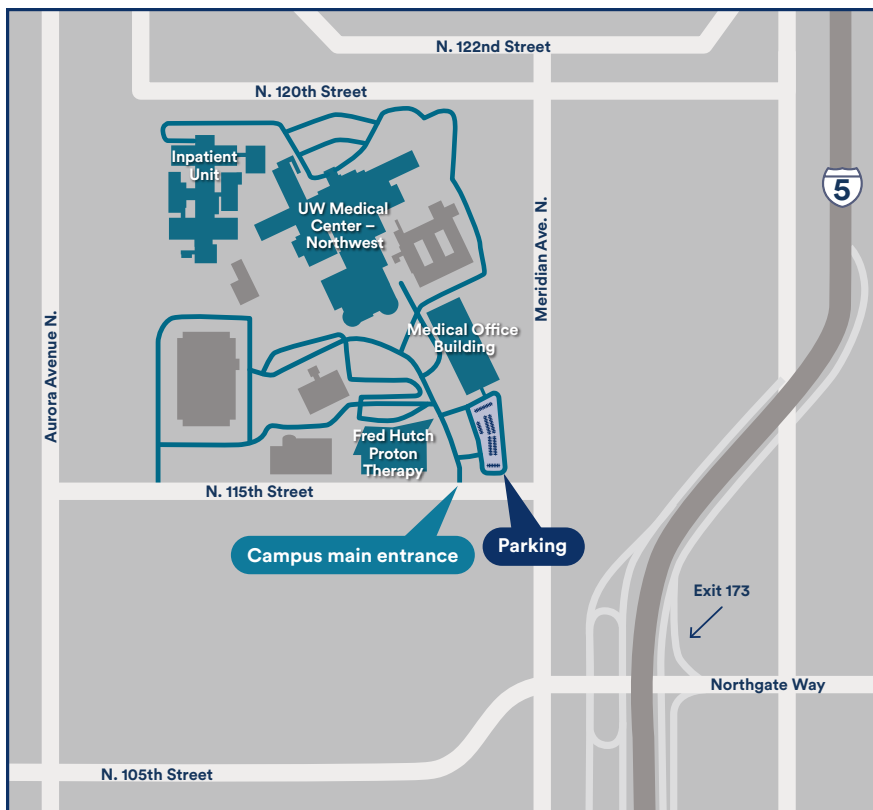 N. 122nd Street
N. 120th Street
Inpatient
Unit
5
UW Medical
Center –
Northwest
Meridian Ave. N.
Aurora Avenue N.
Medical Office
Building
Fred Hutch
Proton
Therapy
N. 115th Street
Campus main entrance
Parking
Exit 173
Northgate Way
N. 105th Street